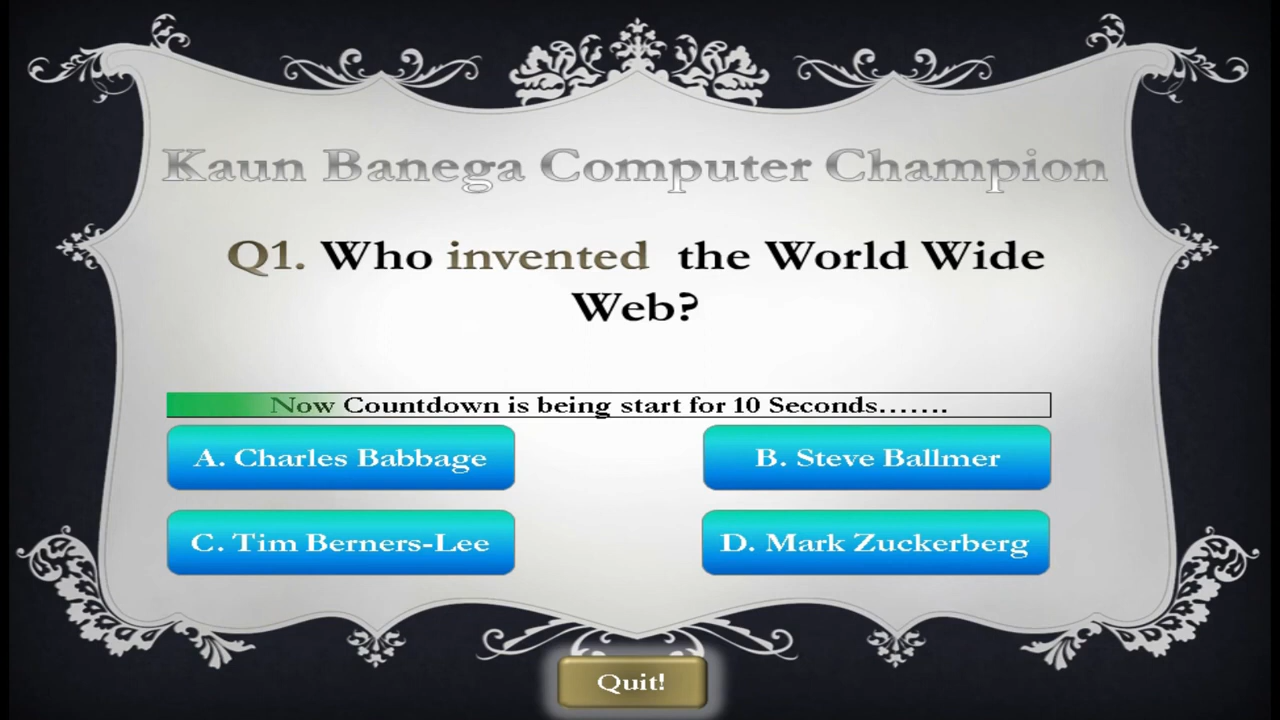 Kaun Banega Computer Champion
Q1. Who invented the World Wide
Web?
Now Countdown is being start for 10 Seconds…….
A. Charles Babbage
B. Steve Ballmer
C. Tim Berners-Lee
D. Mark Zuckerberg
Quit!